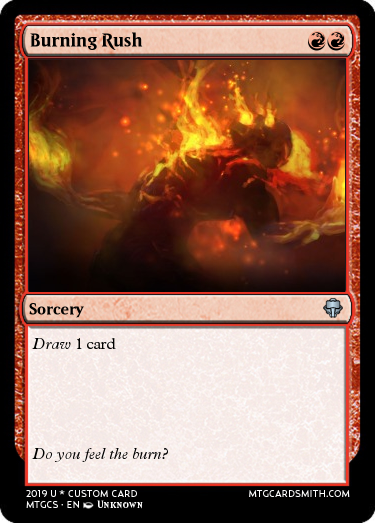 Burning Rush
Sorcery
Draw 1 card
Do you feel the burn?
2019 U * CUSTOM CARD
MTGCARDSMITH.COM
MTGCS · EN Unknown